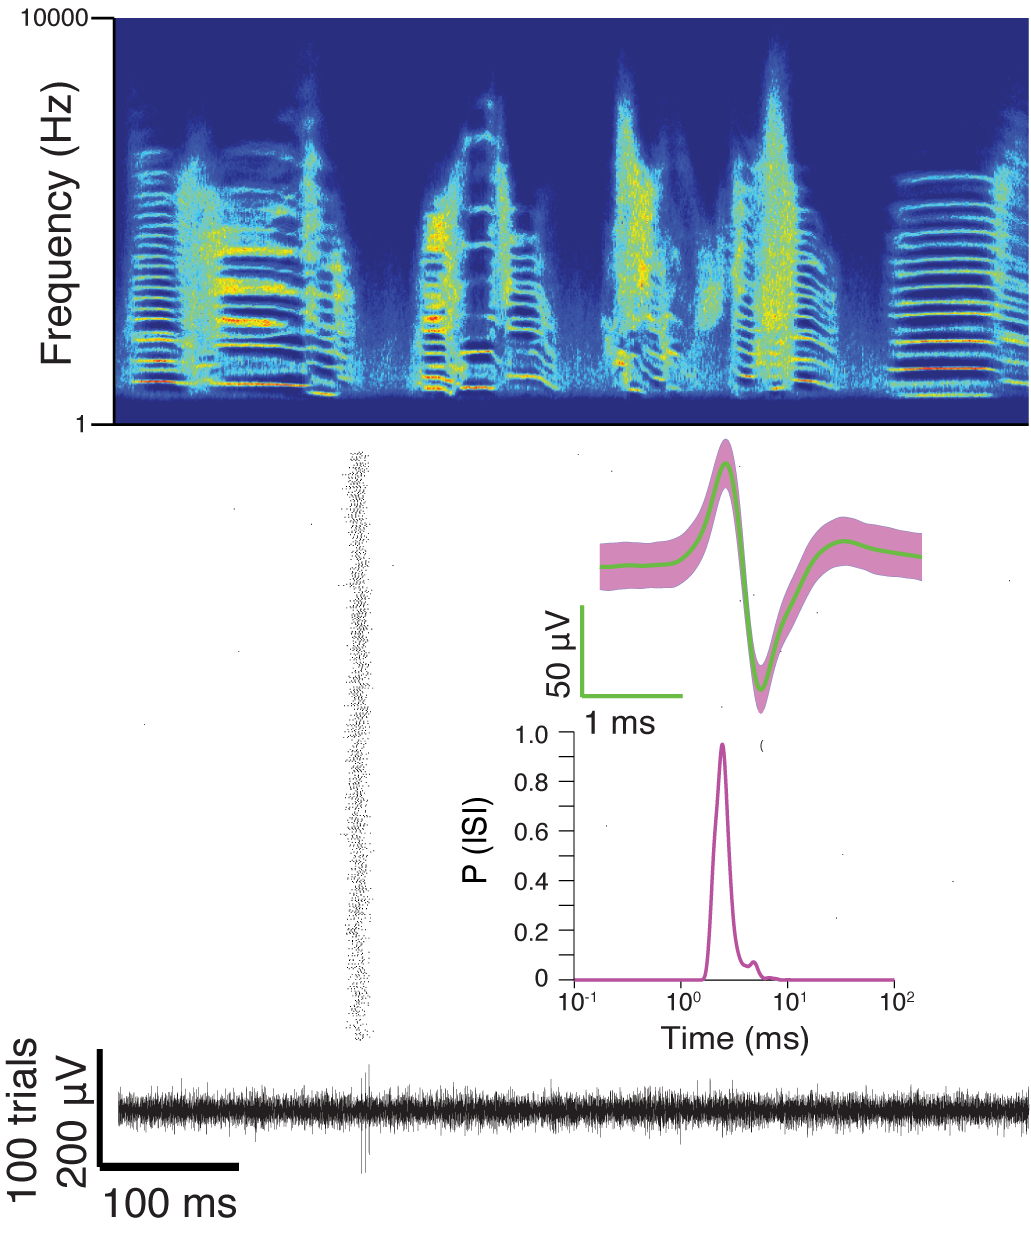 10000
Frequency (Hz)
1
50 µV
1 ms
1.0
0.8
0.6
0.4
0.2
0
P (ISI)
10⁻¹ 10⁰ 10¹ 10²
Time (ms)
100 trials
200 µV
100 ms